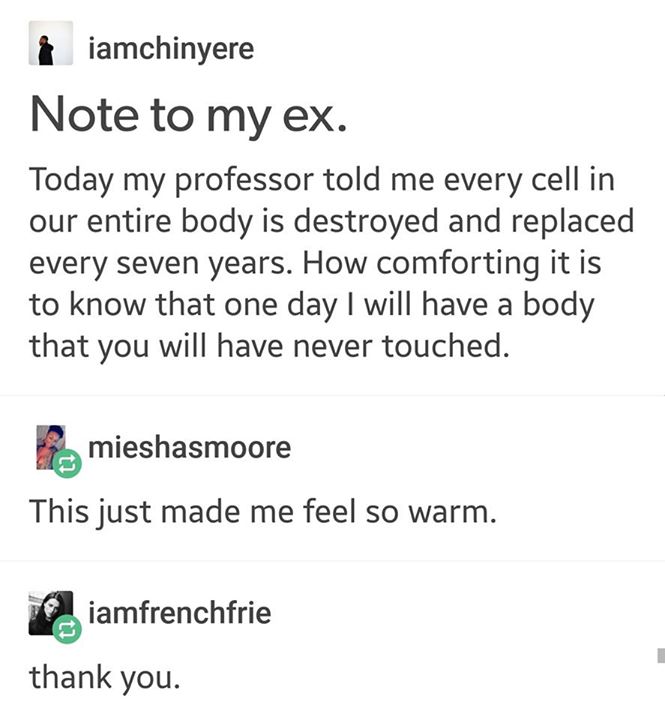 iamchinyere
Note to my ex.
Today my professor told me every cell in
our entire body is destroyed and replaced
every seven years. How comforting it is
to know that one day I will have a body
that you will have never touched.
mieshasmoore
This just made me feel so warm.
iamfrenchfrie
thank you.